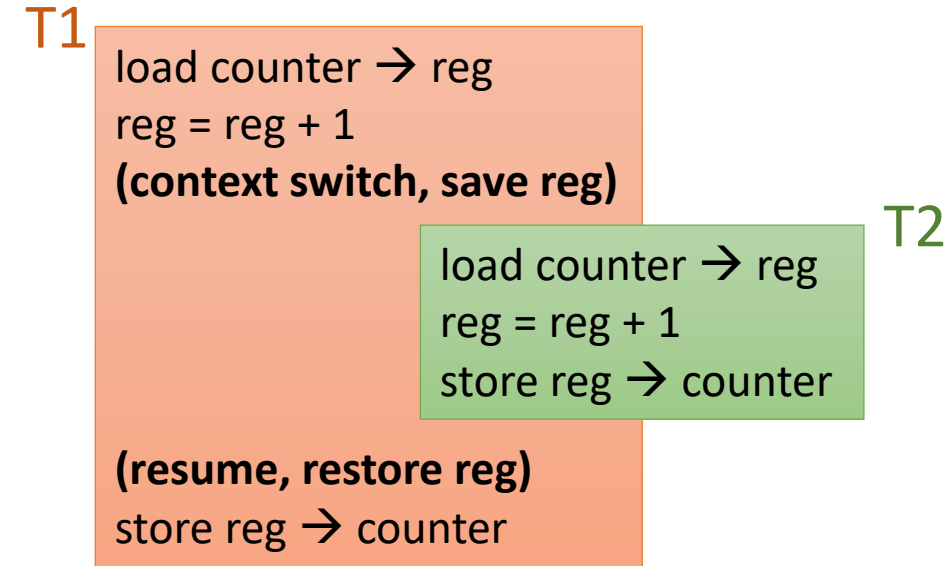 T1
load counter → reg
reg = reg + 1
(context switch, save reg)
T2
load counter → reg
reg = reg + 1
store reg → counter
(resume, restore reg)
store reg → counter